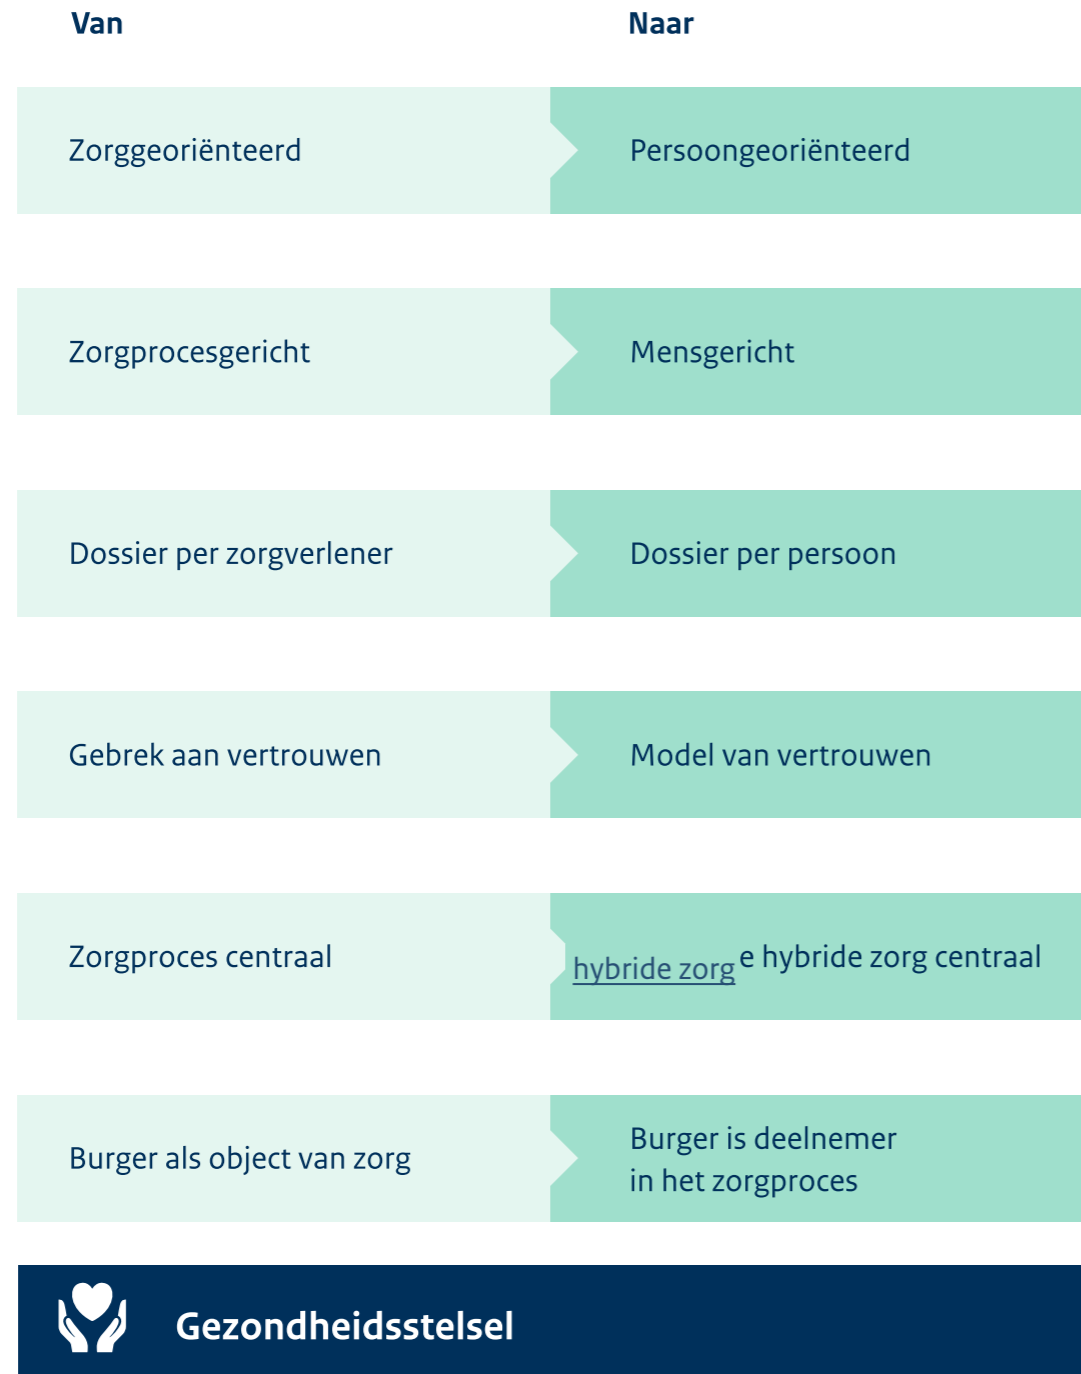 Van
Naar
Zorggeoriënteerd
Persoongeoriënteerd
Zorgprocesgericht
Mensgericht
Dossier per zorgverlener
Dossier per persoon
Gebrek aan vertrouwen
Model van vertrouwen
Zorgproces centraal
hybride zorg
e hybride zorg centraal
Burger als object van zorg
Burger is deelnemer
in het zorgproces
Gezondheidsstelsel